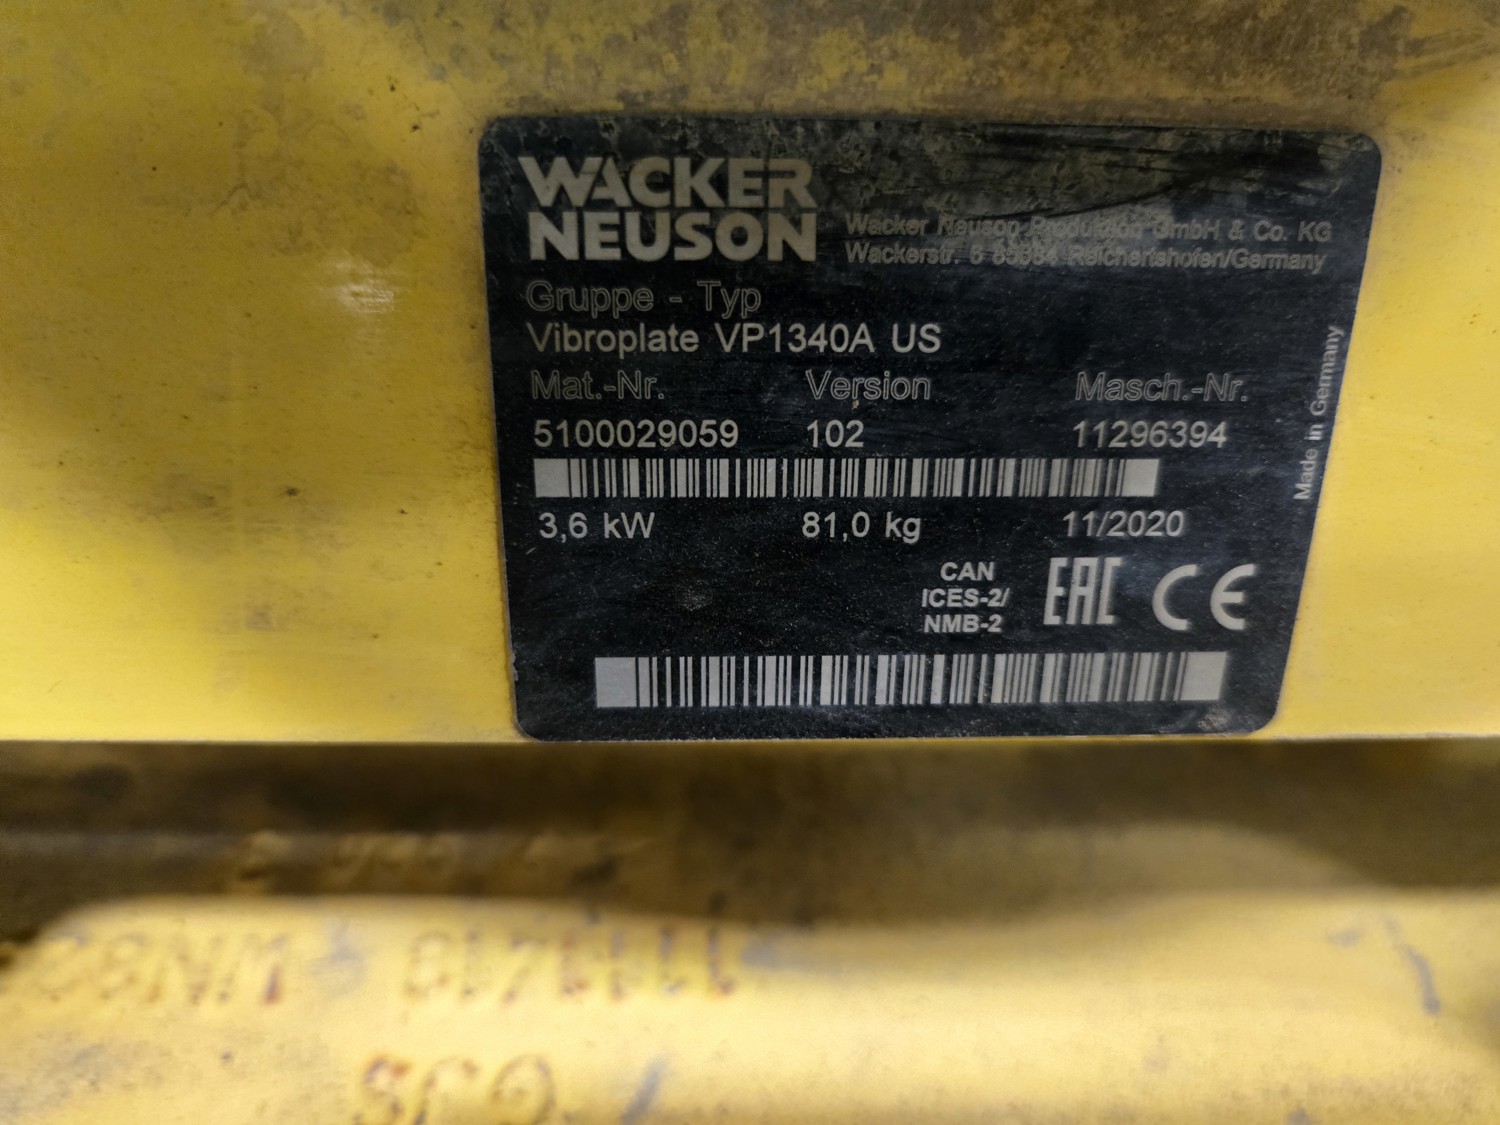 WACKER
NEUSON
Wacker Neuson Produktion GmbH & Co. KG
Wackerstr. 6 85084 Reichertshofen/Germany
Gruppe - Typ
Vibroplate VP1340A US
Mat.-Nr. Version Masch.-Nr.
5100029059 102 11296394
3,6 kW 81,0 kg 11/2020
Made in Germany
CAN
ICES-2/
NMB-2
EAC CE